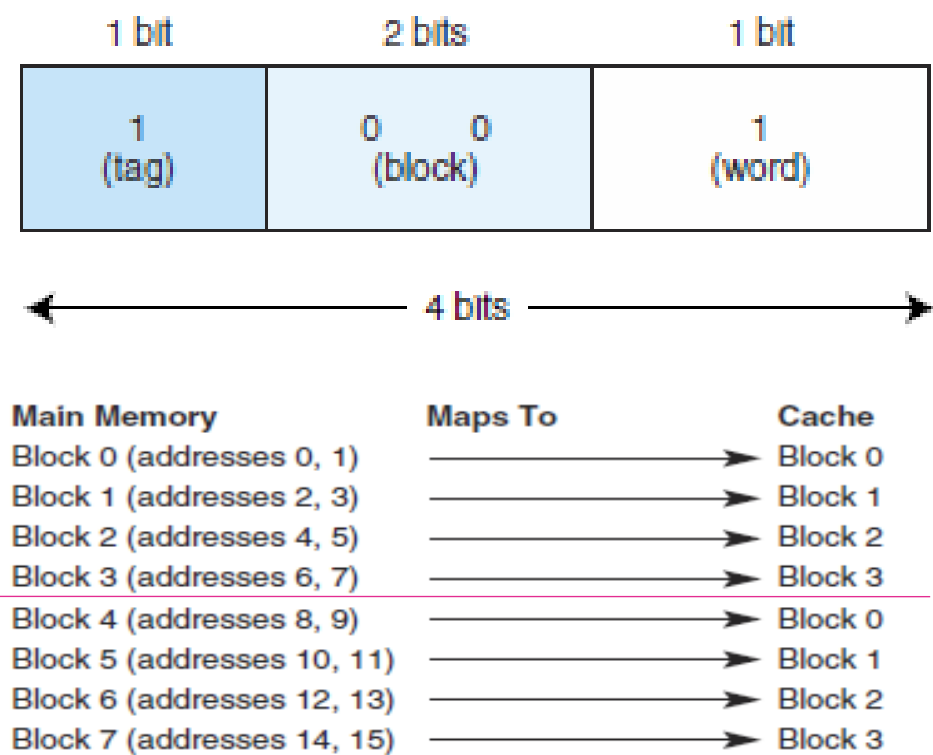 1 bit 2 bits 1 bit
1 0 0 1
(tag) (block) (word)
4 bits
Main Memory Maps To Cache
Block 0 (addresses 0, 1) Block 0
Block 1 (addresses 2, 3) Block 1
Block 2 (addresses 4, 5) Block 2
Block 3 (addresses 6, 7) Block 3
Block 4 (addresses 8, 9) Block 0
Block 5 (addresses 10, 11) Block 1
Block 6 (addresses 12, 13) Block 2
Block 7 (addresses 14, 15) Block 3